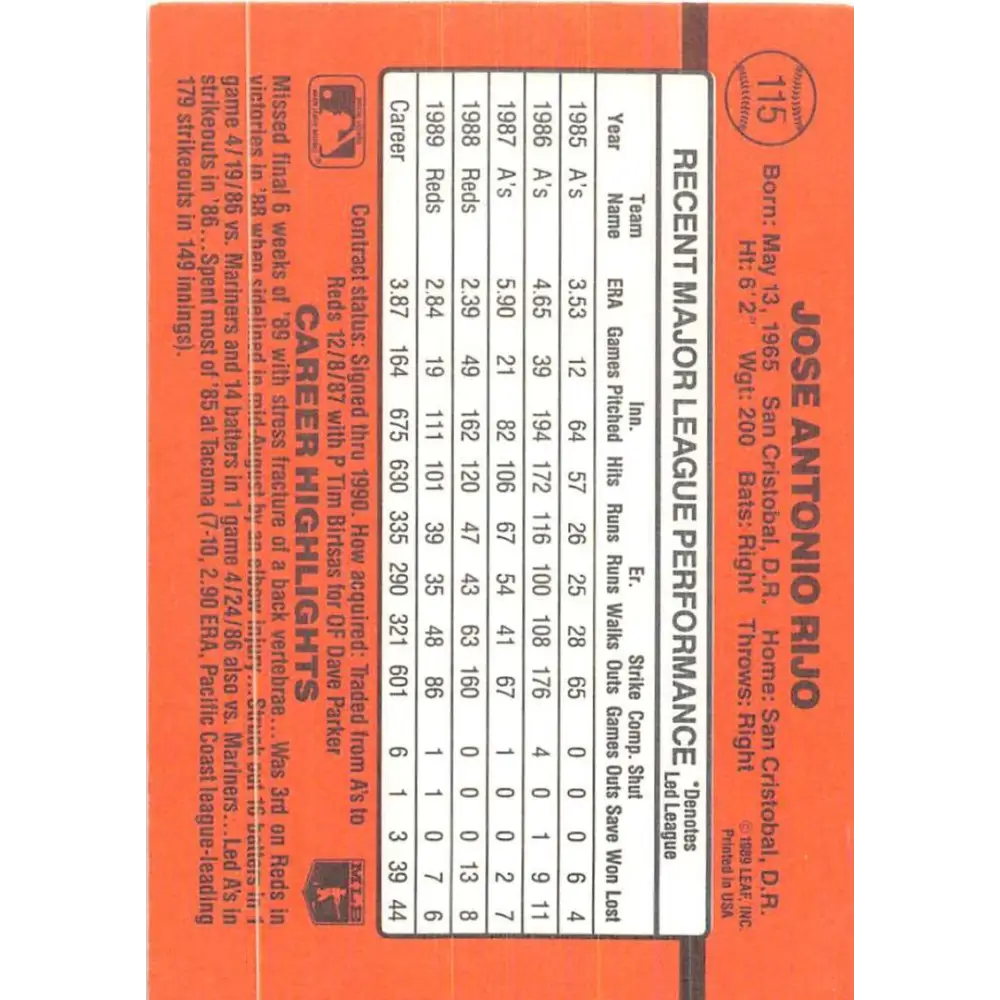 115
JOSE ANTONIO RIJO
Born: May 13, 1965 San Cristobal, D.R. Home: San Cristobal, D.R.
Ht: 6'2" Wgt: 200 Bats: Right Throws: Right
© 1989 LEAF, INC.
Printed in USA
RECENT MAJOR LEAGUE PERFORMANCE *Denotes
Led League
Team Inn. Er. Strike Comp. Shut
Year Name ERA Games Pitched Hits Runs Runs Walks Outs Games Outs Save Won Lost
1985 A's 3.53 12 64 57 26 25 28 65 0 0 0 6 4
1986 A's 4.65 39 194 172 116 100 108 176 4 0 1 9 11
1987 A's 5.90 21 82 106 67 54 41 67 1 0 0 2 7
1988 Reds 2.39 49 162 120 47 43 63 160 0 0 0 13 8
1989 Reds 2.84 19 111 101 39 35 48 86 1 1 0 7 6
Career 3.87 164 675 630 335 290 321 601 6 1 3 39 44
Contract status: Signed thru 1990. How acquired: Traded from A's to
Reds 12/8/87 with P Tim Birtsas for OF Dave Parker
MLB
CAREER HIGHLIGHTS
Missed final 6 weeks of '89 with stress fracture of a back vertebrae...Was 3rd on Reds in
victories in '88 when sidelined in mid-August by an elbow injury...Struck out 16 batters in 1
game 4/19/86 vs. Mariners and 14 batters in 1 game 4/24/86 also vs. Mariners...Led A's in
strikeouts in '86...Spent most of '85 at Tacoma (7-10, 2.90 ERA, Pacific Coast league-leading
179 strikeouts in 149 innings).